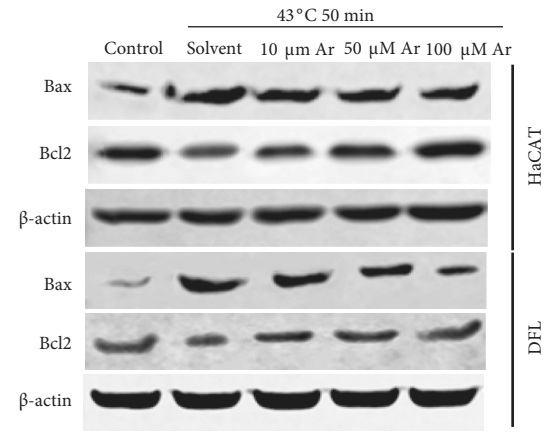 43°C 50 min
Control Solvent 10 µm Ar 50 µM Ar 100 µM Ar
Bax
Bcl2
β-actin
HaCAT
Bax
Bcl2
β-actin
DFL